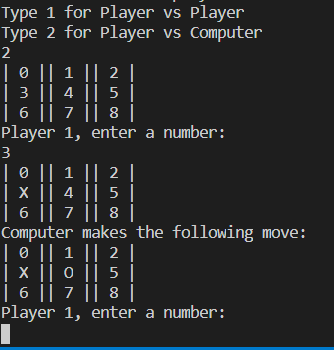 Type 1 for Player vs Player
Type 2 for Player vs Computer
2
| 0 || 1 || 2 |
| 3 || 4 || 5 |
| 6 || 7 || 8 |
Player 1, enter a number:
3
| 0 || 1 || 2 |
| X || 4 || 5 |
| 6 || 7 || 8 |
Computer makes the following move:
| 0 || 1 || 2 |
| X || O || 5 |
| 6 || 7 || 8 |
Player 1, enter a number: